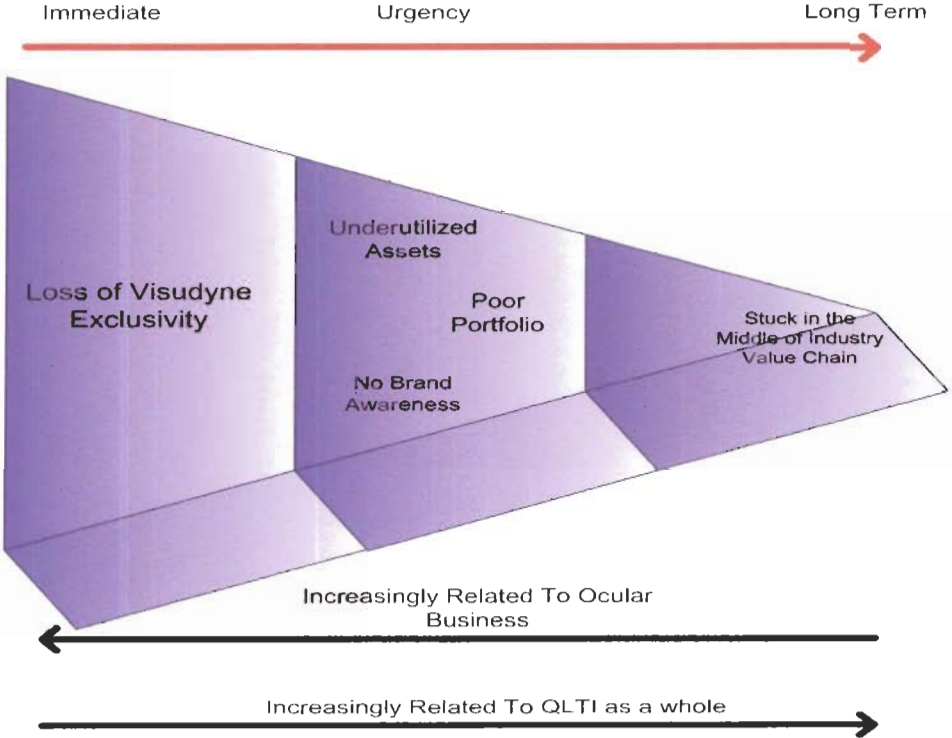 Immediate Urgency Long Term
Underutilized
Assets
Loss of Visudyne
Exclusivity
Poor
Portfolio
Stuck in the
Middle of Industry
Value Chain
No Brand
Awareness
Increasingly Related To Ocular
Business
Increasingly Related To QLTI as a whole